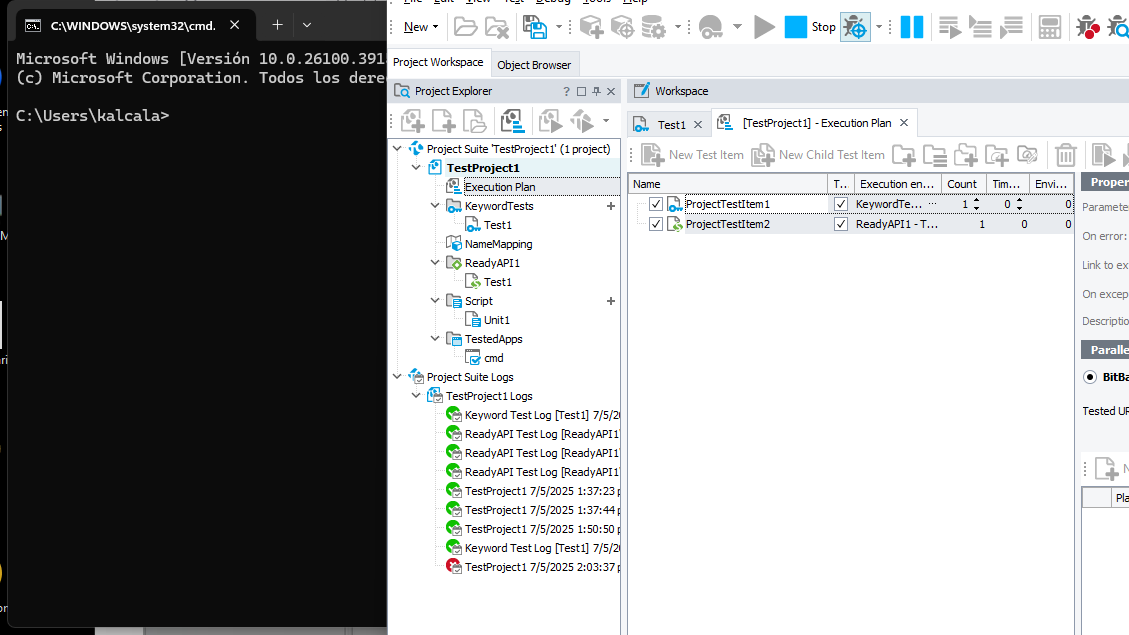 C:\WINDOWS\system32\cmd.
Microsoft Windows [Versión 10.0.26100.391
(c) Microsoft Corporation. Todos los dere
C:\Users\kalcala>
New
Stop
Project Workspace
Object Browser
Project Explorer
Project Suite 'TestProject1' (1 project)
TestProject1
Execution Plan
KeywordTests
Test1
NameMapping
ReadyAPI1
Test1
Script
Unit1
TestedApps
cmd
Project Suite Logs
TestProject1 Logs
Keyword Test Log [Test1] 7/5/20
ReadyAPI Test Log [ReadyAPI1
ReadyAPI Test Log [ReadyAPI1
ReadyAPI Test Log [ReadyAPI1
TestProject1 7/5/2025 1:37:23 p
TestProject1 7/5/2025 1:37:44 p
TestProject1 7/5/2025 1:50:50 p
Keyword Test Log [Test1] 7/5/20
TestProject1 7/5/2025 2:03:37 p
Workspace
Test1
[TestProject1] - Execution Plan
New Test Item New Child Test Item
Name T... Execution en... Count Tim... Envi...
ProjectTestItem1 KeywordTe... ... 1 0 0
ProjectTestItem2 ReadyAPI1 - T... 1 0 0
Proper
Paramete
On error:
Link to ex
On excep
Descriptio
Paralle
BitBa
Tested UR
N
Pla